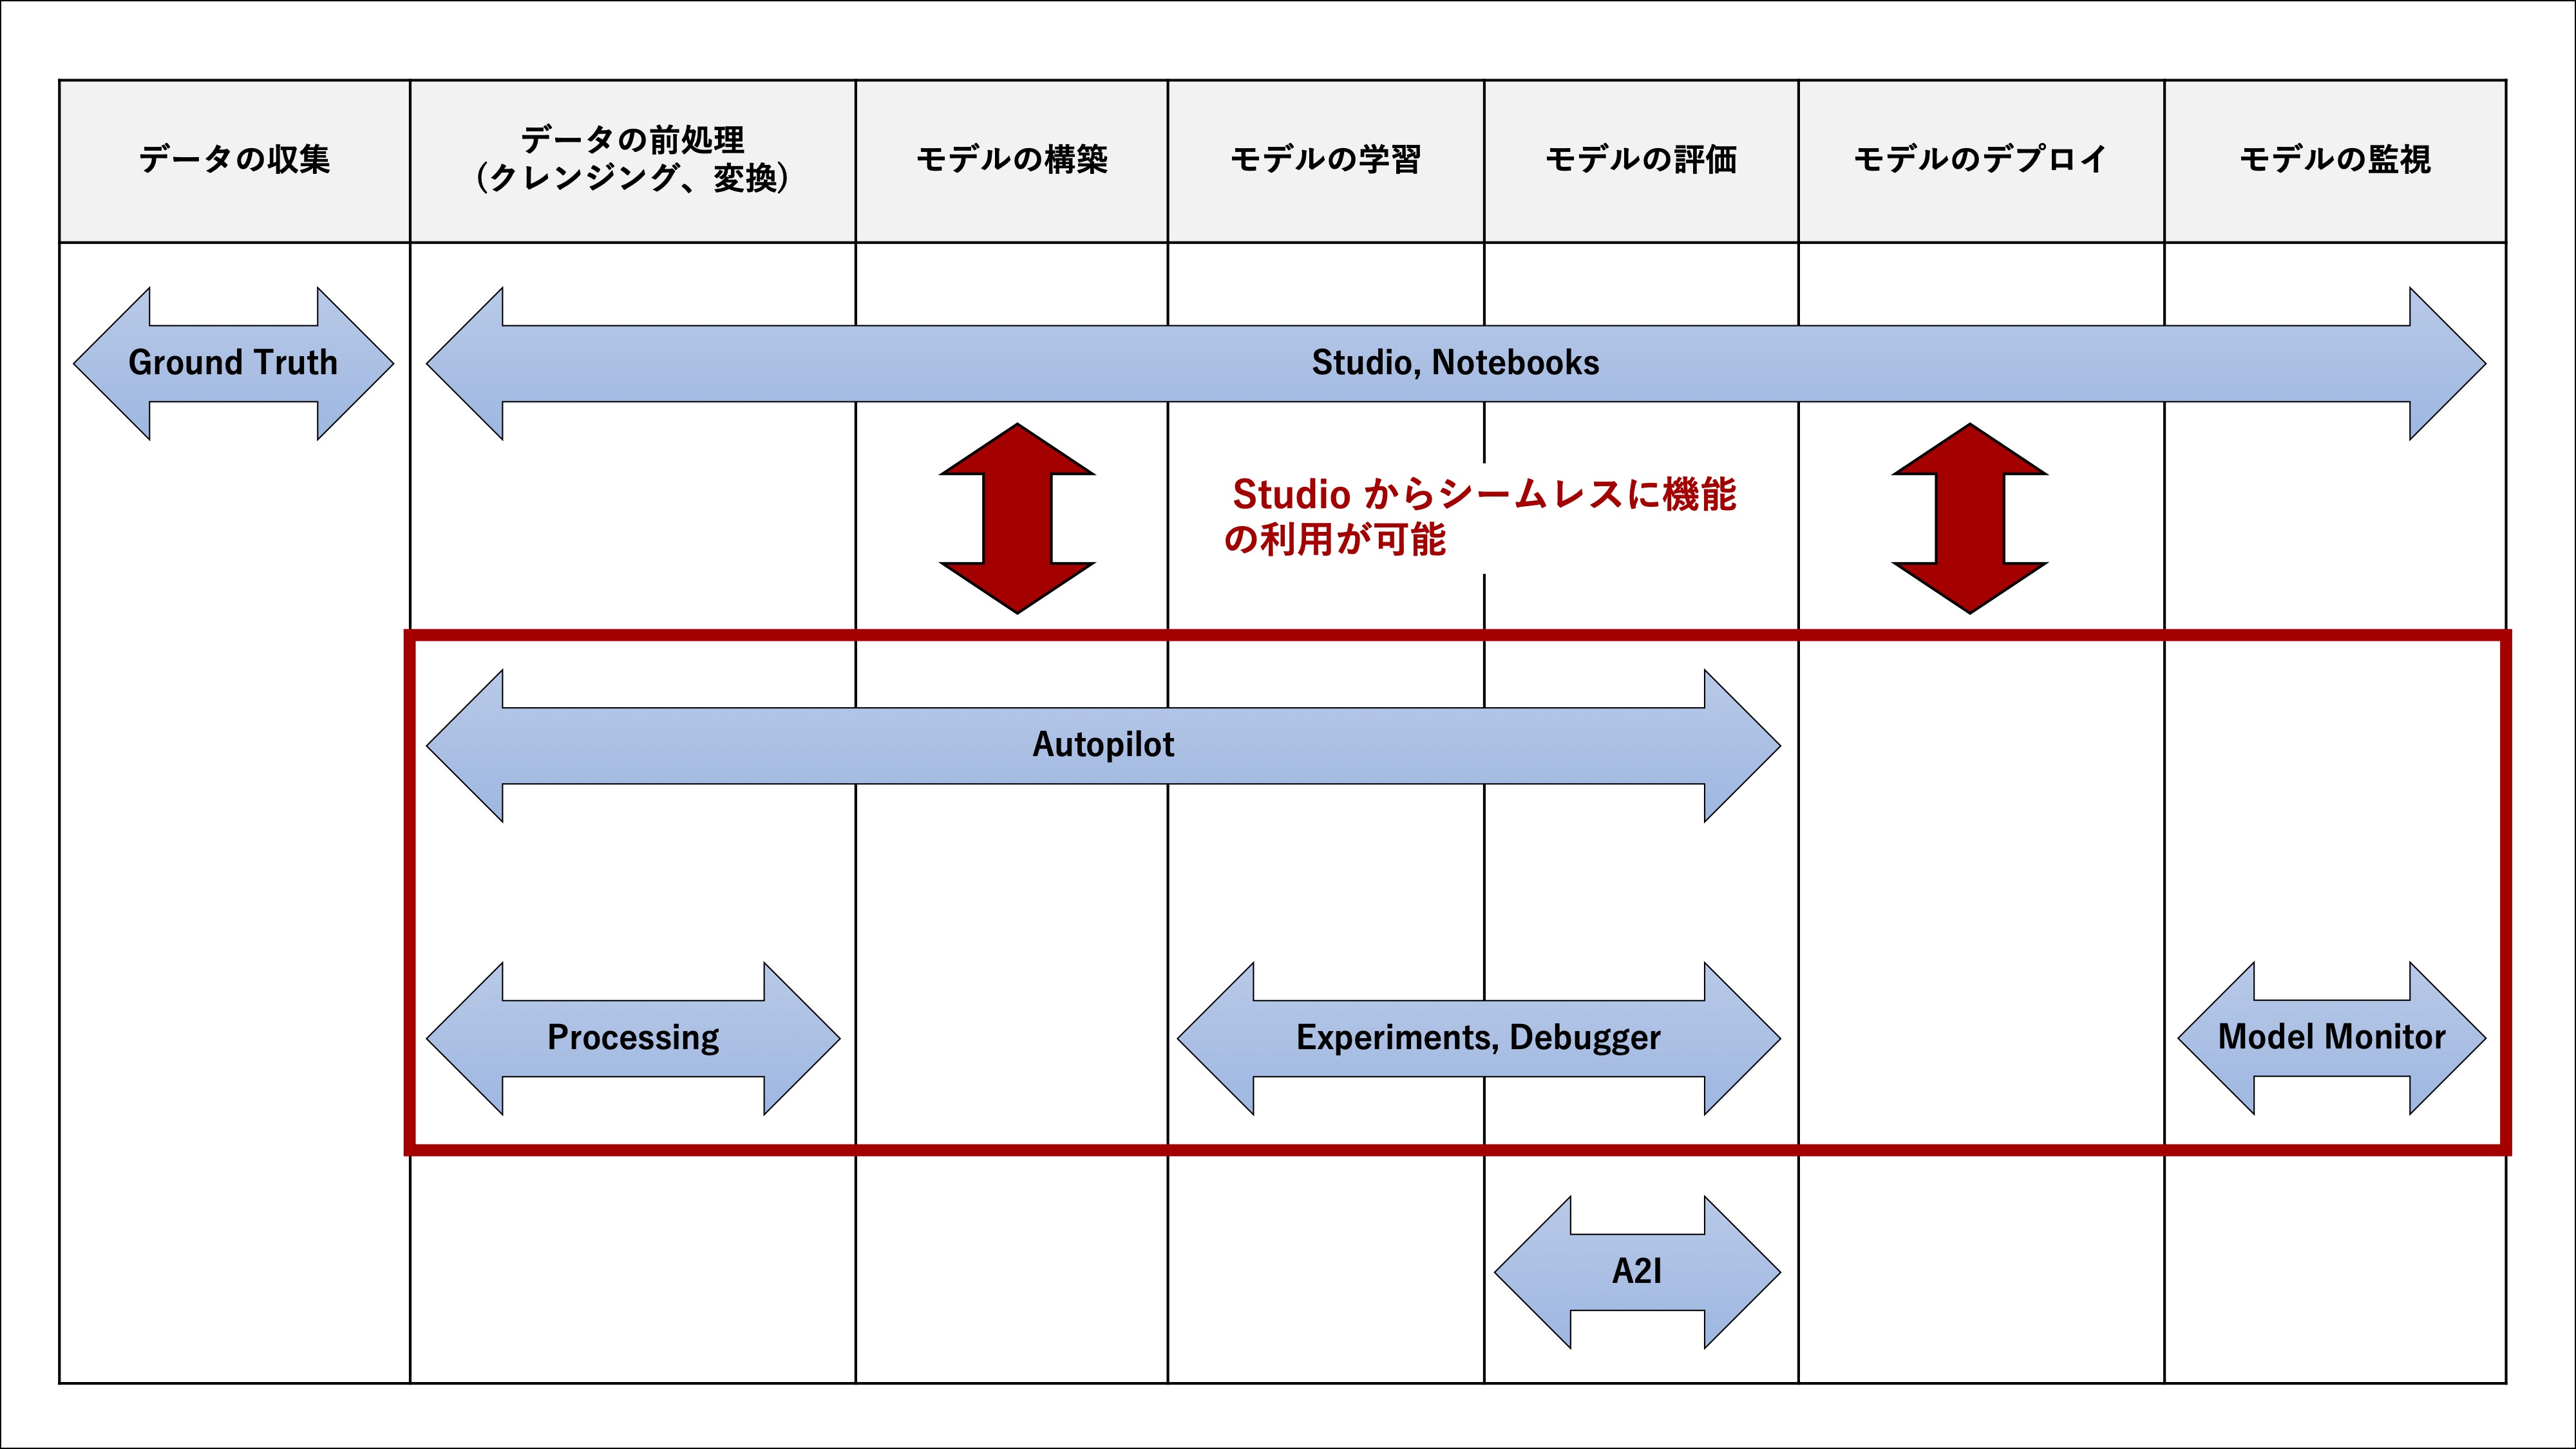 データの収集
データの前処理
(クレンジング、変換)
モデルの構築
モデルの学習
モデルの評価
モデルのデプロイ
モデルの監視
Ground Truth
Studio, Notebooks
Studio からシームレスに機能
の利用が可能
Autopilot
Processing
Experiments, Debugger
Model Monitor
A2I